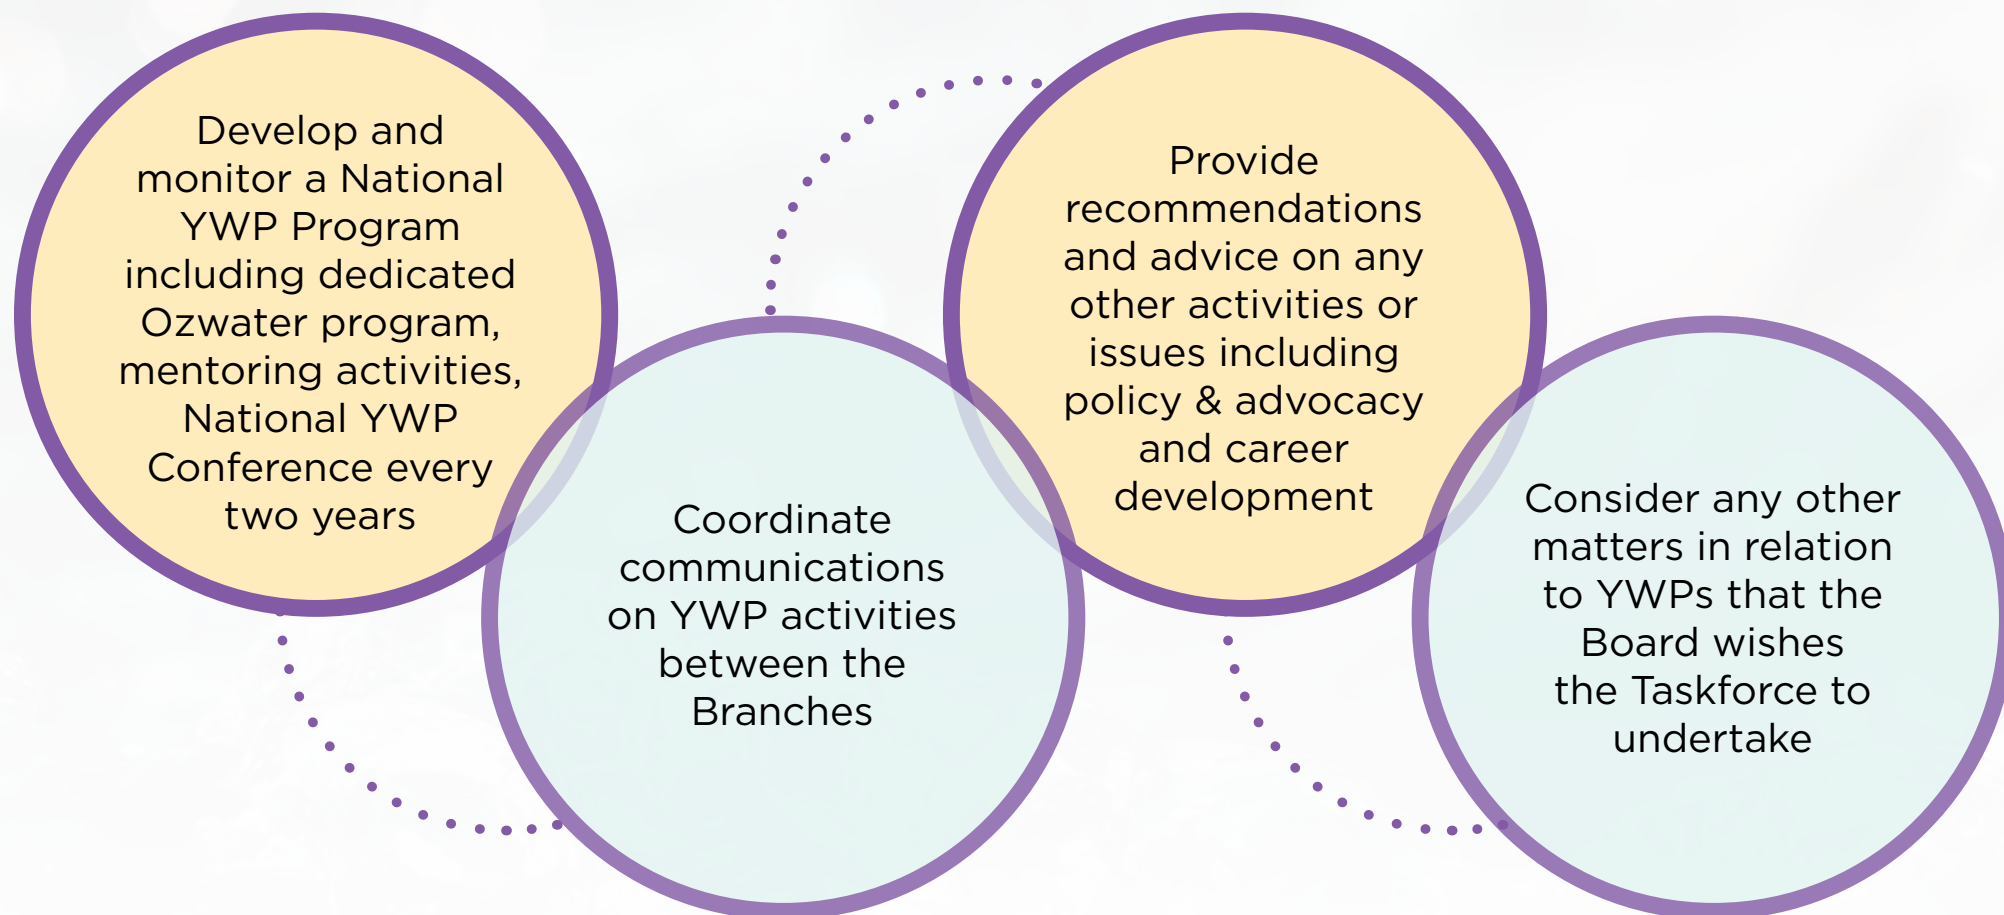 Develop and
monitor a National
YWP Program
including dedicated
Ozwater program,
mentoring activities,
National YWP
Conference every
two years
Coordinate
communications
on YWP activities
between the
Branches
Provide
recommendations
and advice on any
other activities or
issues including
policy & advocacy
and career
development
Consider any other
matters in relation
to YWPs that the
Board wishes
the Taskforce to
undertake